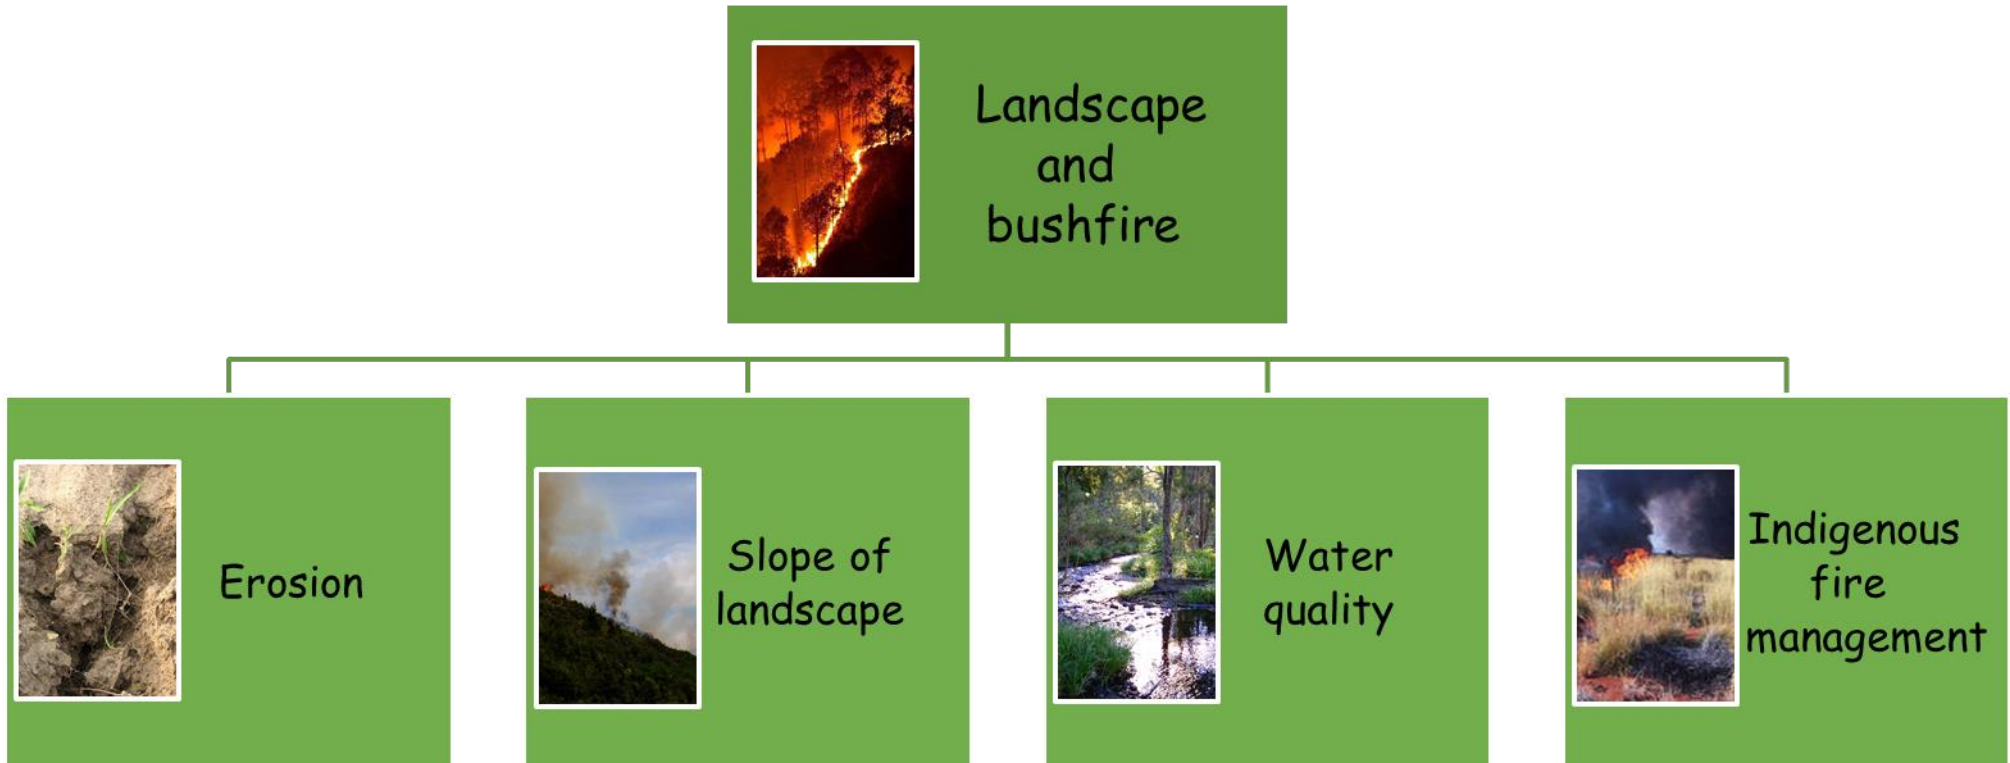 Landscape
and
bushfire
Erosion
Slope of
landscape
Water
quality
Indigenous
fire
management